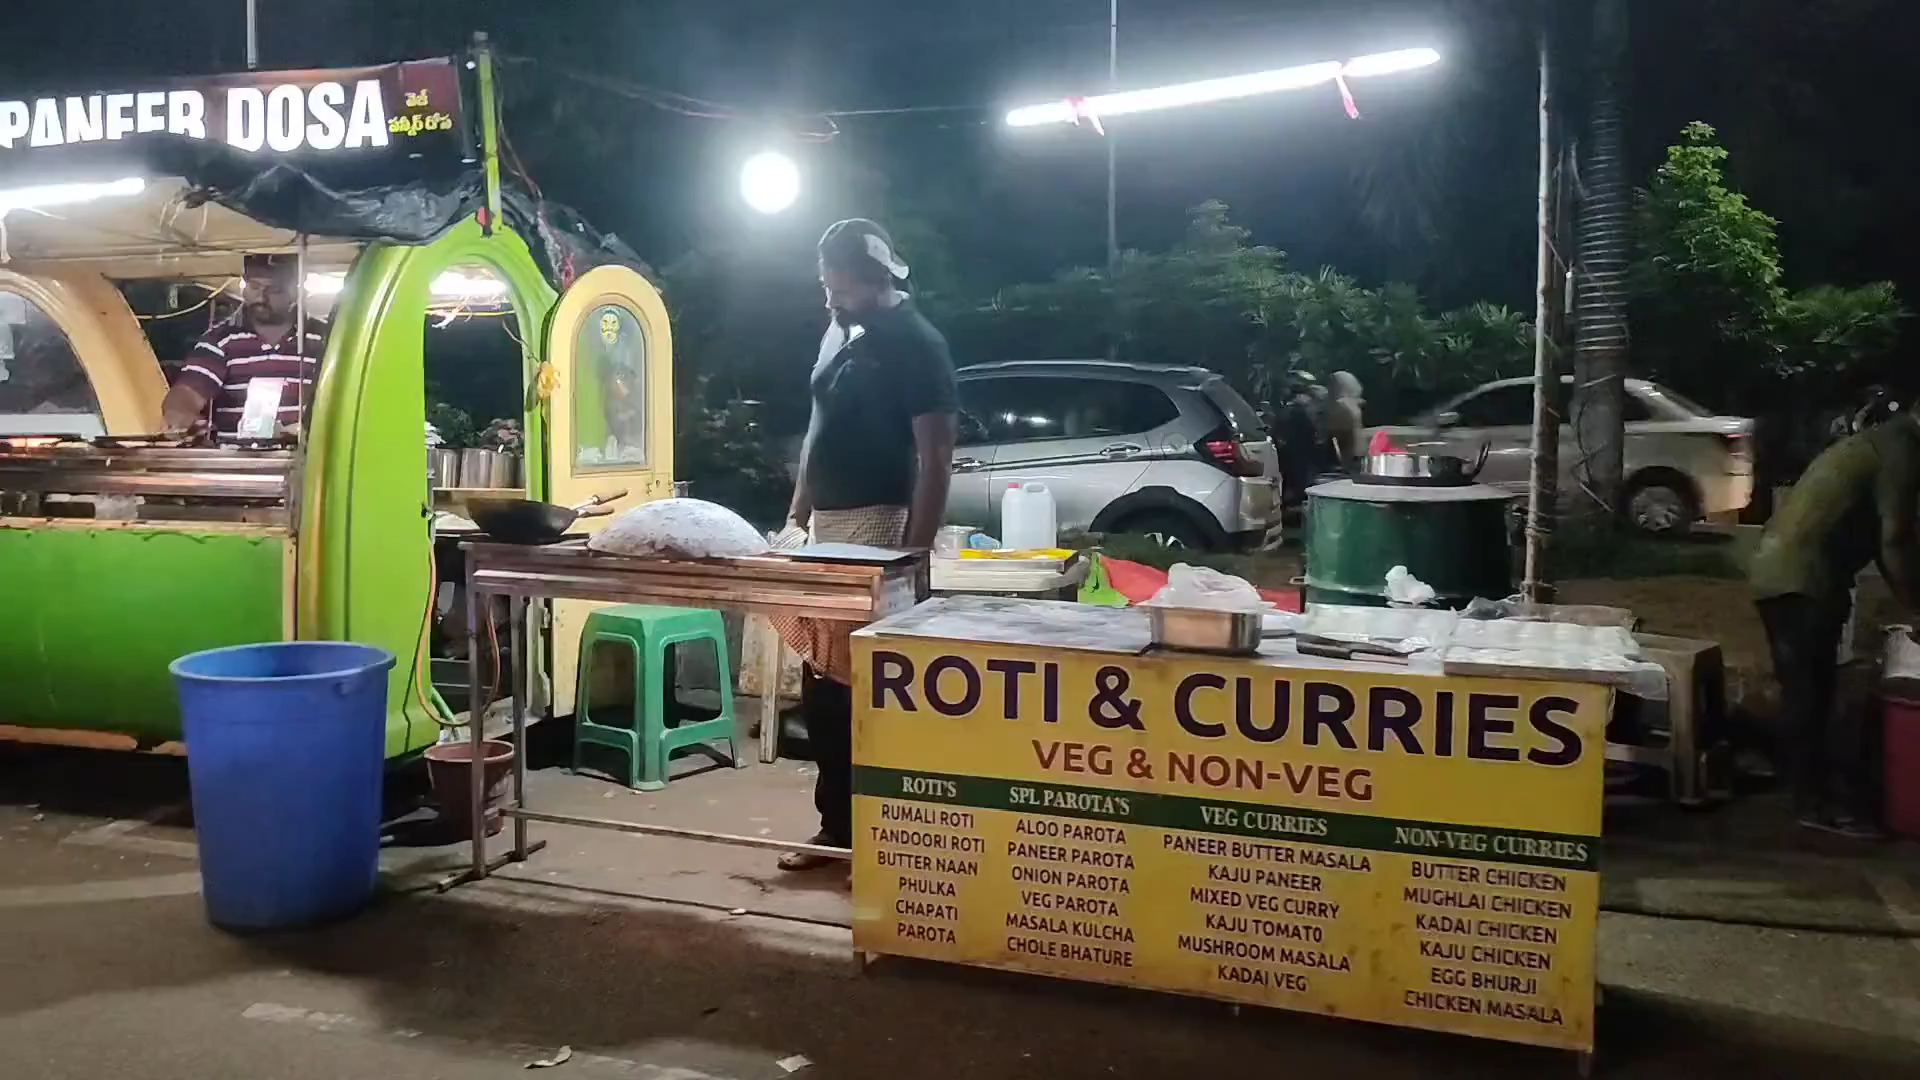 PANEER DOSA
వెజ్
పన్నీర్ దోస
ROTI & CURRIES
VEG & NON-VEG
ROTI'S
RUMALI ROTI
TANDOORI ROTI
BUTTER NAAN
PHULKA
CHAPATI
PAROTA
SPL PAROTA'S
ALOO PAROTA
PANEER PAROTA
ONION PAROTA
VEG PAROTA
MASALA KULCHA
CHOLE BHATURE
VEG CURRIES
PANEER BUTTER MASALA
KAJU PANEER
MIXED VEG CURRY
KAJU TOMATO
MUSHROOM MASALA
KADAI VEG
NON-VEG CURRIES
BUTTER CHICKEN
MUGHLAI CHICKEN
KADAI CHICKEN
KAJU CHICKEN
EGG BHURJI
CHICKEN MASALA